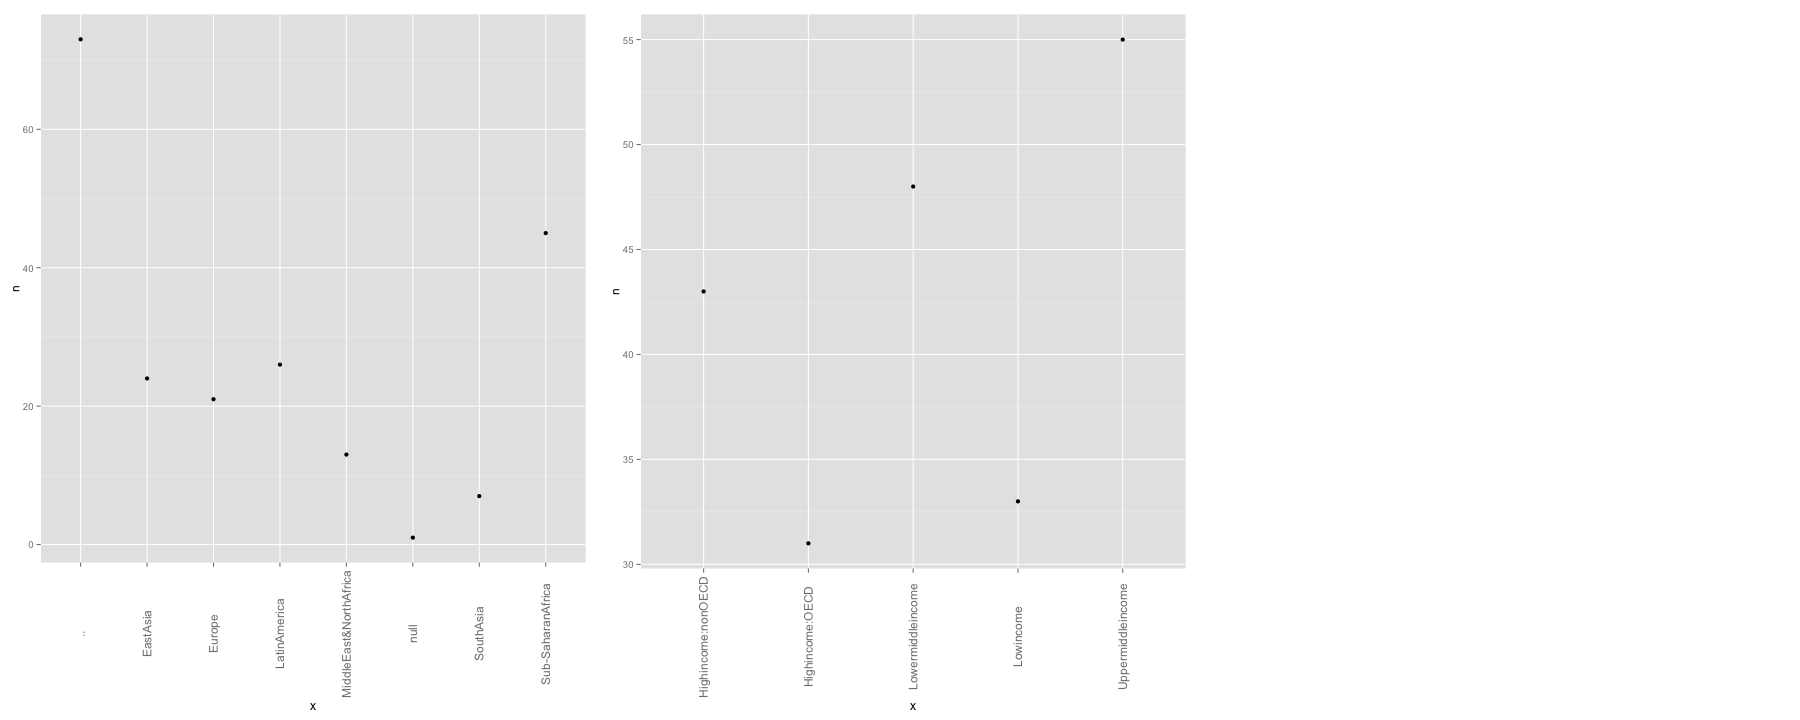 60
40
20
0
n
..
EastAsia
Europe
LatinAmerica
MiddleEast&NorthAfrica
null
SouthAsia
Sub-SaharanAfrica
x
55
50
45
40
35
30
n
Highincome:nonOECD
Highincome:OECD
Lowermiddleincome
Lowincome
Uppermiddleincome
x